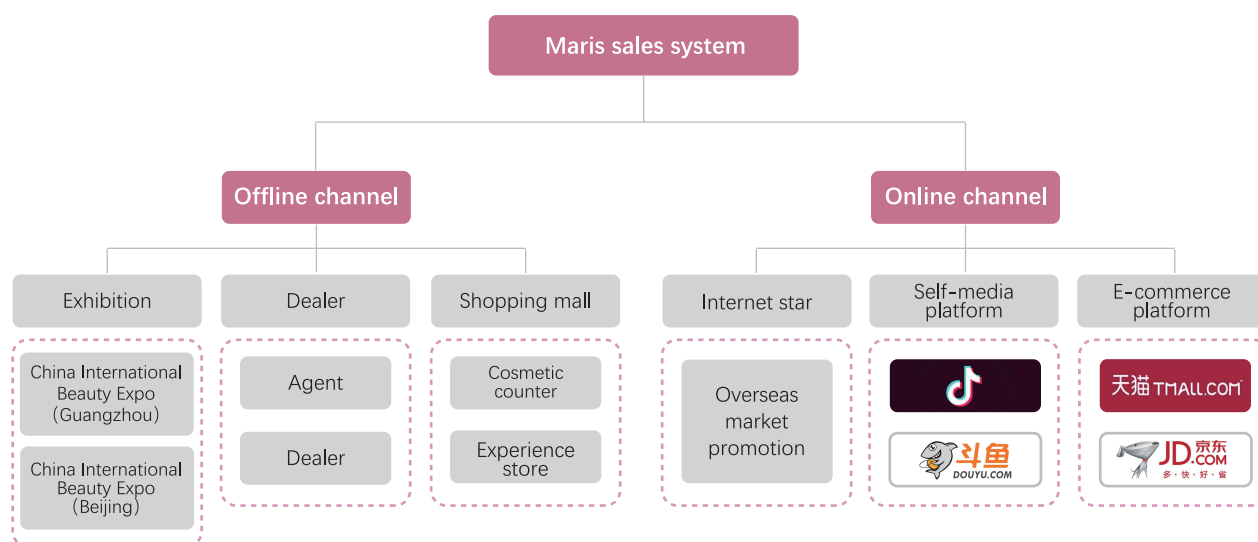 Maris sales system
Offline channel
Online channel
Exhibition
Dealer
Shopping mall
Internet star
Self-media
platform
E-commerce
platform
China International
Beauty Expo
(Guangzhou)
China International
Beauty Expo
(Beijing)
Agent
Dealer
Cosmetic
counter
Experience
store
Overseas
market
promotion
斗鱼
DOUYU.COM
天猫 TMALL.COM
JD.京东
.COM
多·快·好·省